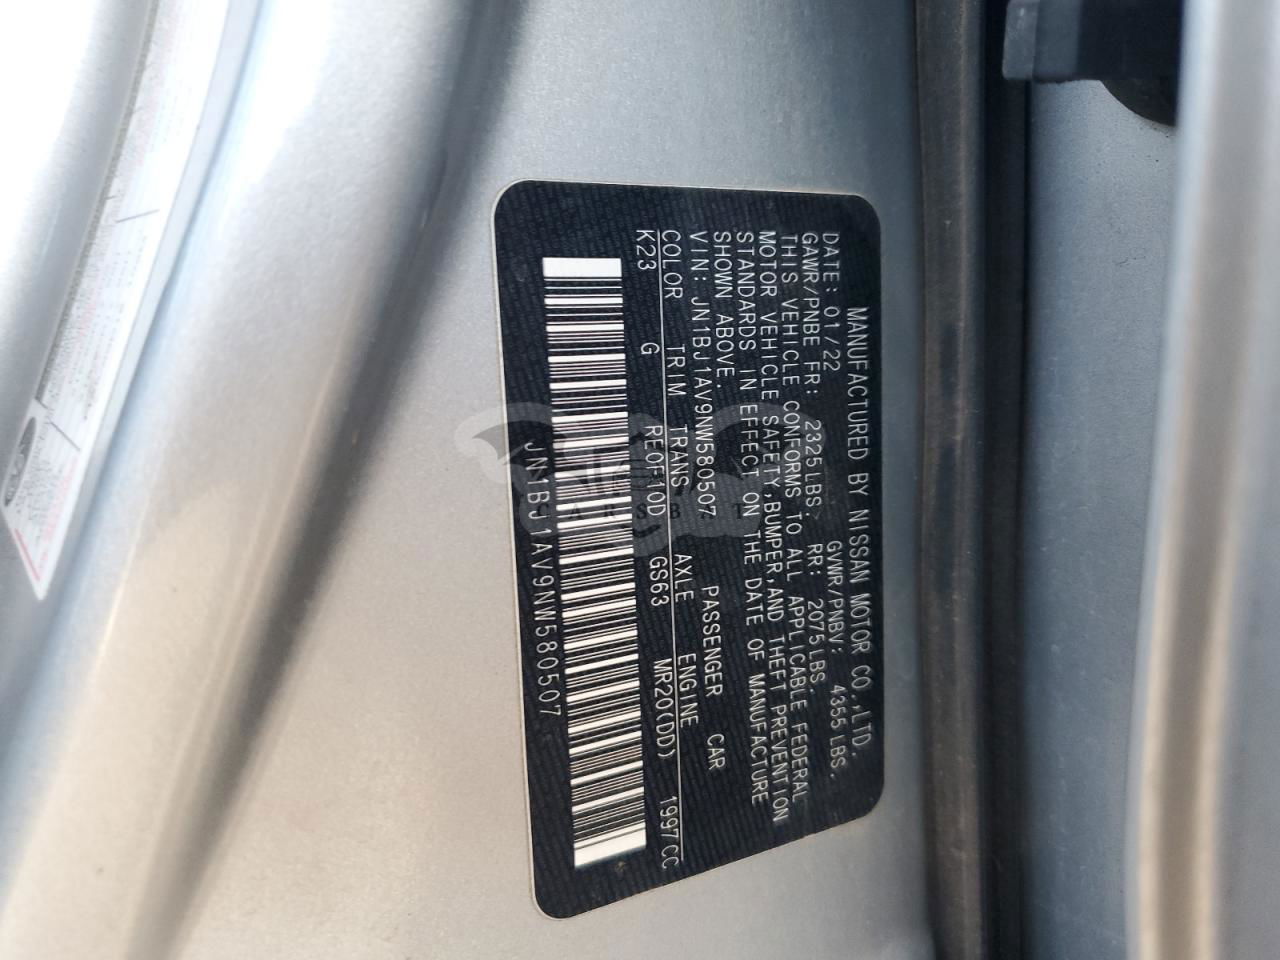 MANUFACTURED BY NISSAN MOTOR CO.,LTD.
DATE: 01/22 GVWR/PNBV: 4355 LBS.
GAWR/PNBE FR: 2325LBS. RR: 2075LBS.
THIS VEHICLE CONFORMS TO ALL APPLICABLE FEDERAL
MOTOR VEHICLE SAFETY,BUMPER,AND THEFT PREVENTION
STANDARDS IN EFFECT ON THE DATE OF MANUFACTURE
SHOWN ABOVE.
VIN: JN1BJ1AV9NW580507 PASSENGER CAR
COLOR TRIM TRANS AXLE ENGINE
K23 G REOF10D GS63 MR20(DD) 1997CC
JN1BJ1AV9NW580507
CARSBAT